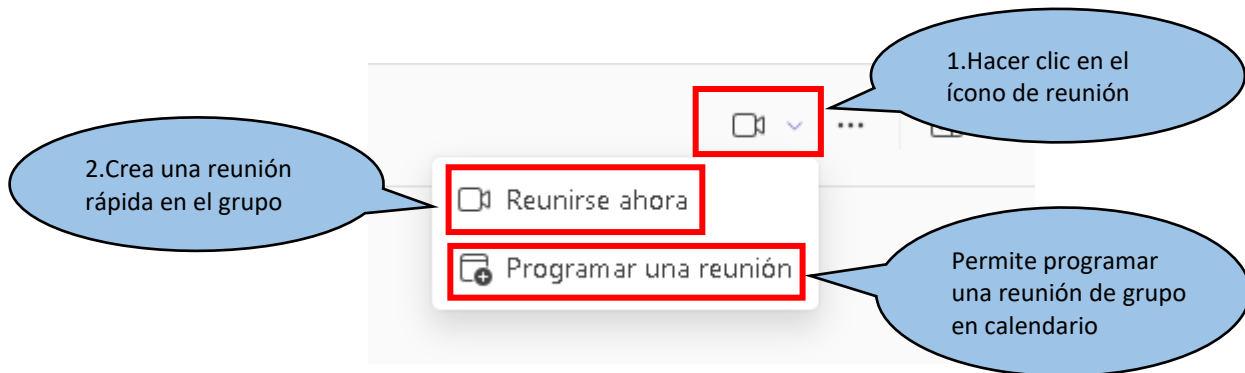 1.Hacer clic en el
ícono de reunión
2.Crea una reunión
rápida en el grupo
Reunirse ahora
Programar una reunión
Permite programar
una reunión de grupo
en calendario